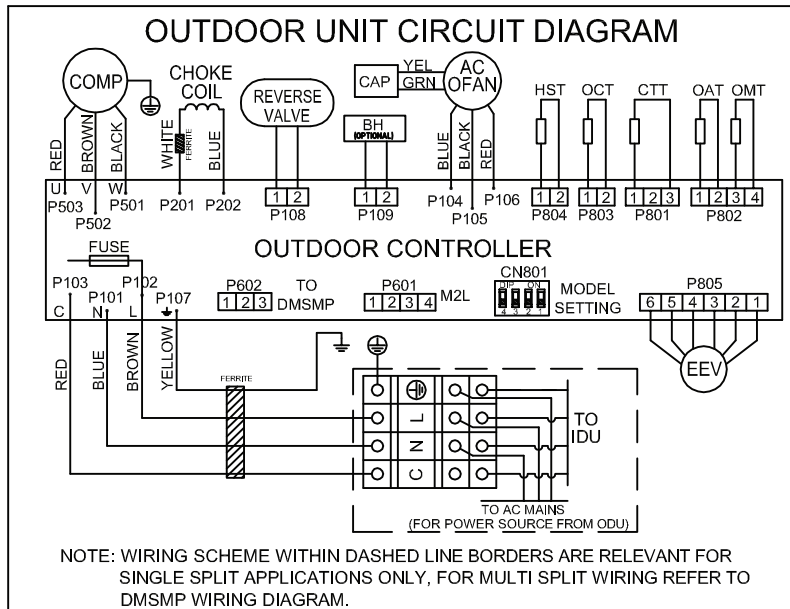 OUTDOOR UNIT CIRCUIT DIAGRAM
COMP
CHOKE
COIL
REVERSE
VALVE
BH
(OPTIONAL)
CAP
YEL
GRN
AC
OFAN
HST
OCT
CTT
OAT
OMT
RED
BROWN
BLACK
WHITE
FERRITE
BLUE
BLUE
BLACK
RED
U
V
W
P503
P502
P501
P201
P202
1 2
P108
1 2
P109
P104
P105
P106
1 2
P804
1 2
P803
1 2 3
P801
1 2 3 4
P802
FUSE
OUTDOOR CONTROLLER
P103
P101
P102
P107
C
N
L
P602
1 2 3
TO
DMSMP
P601
1 2 3 4
M2L
CN801
DIP ON
4 3 2 1
MODEL
SETTING
P805
6 5 4 3 2 1
EEV
RED
BLUE
BROWN
YELLOW
FERRITE
L
N
C
TO
IDU
TO AC MAINS
(FOR POWER SOURCE FROM ODU)
NOTE: WIRING SCHEME WITHIN DASHED LINE BORDERS ARE RELEVANT FOR
SINGLE SPLIT APPLICATIONS ONLY, FOR MULTI SPLIT WIRING REFER TO
DMSMP WIRING DIAGRAM.